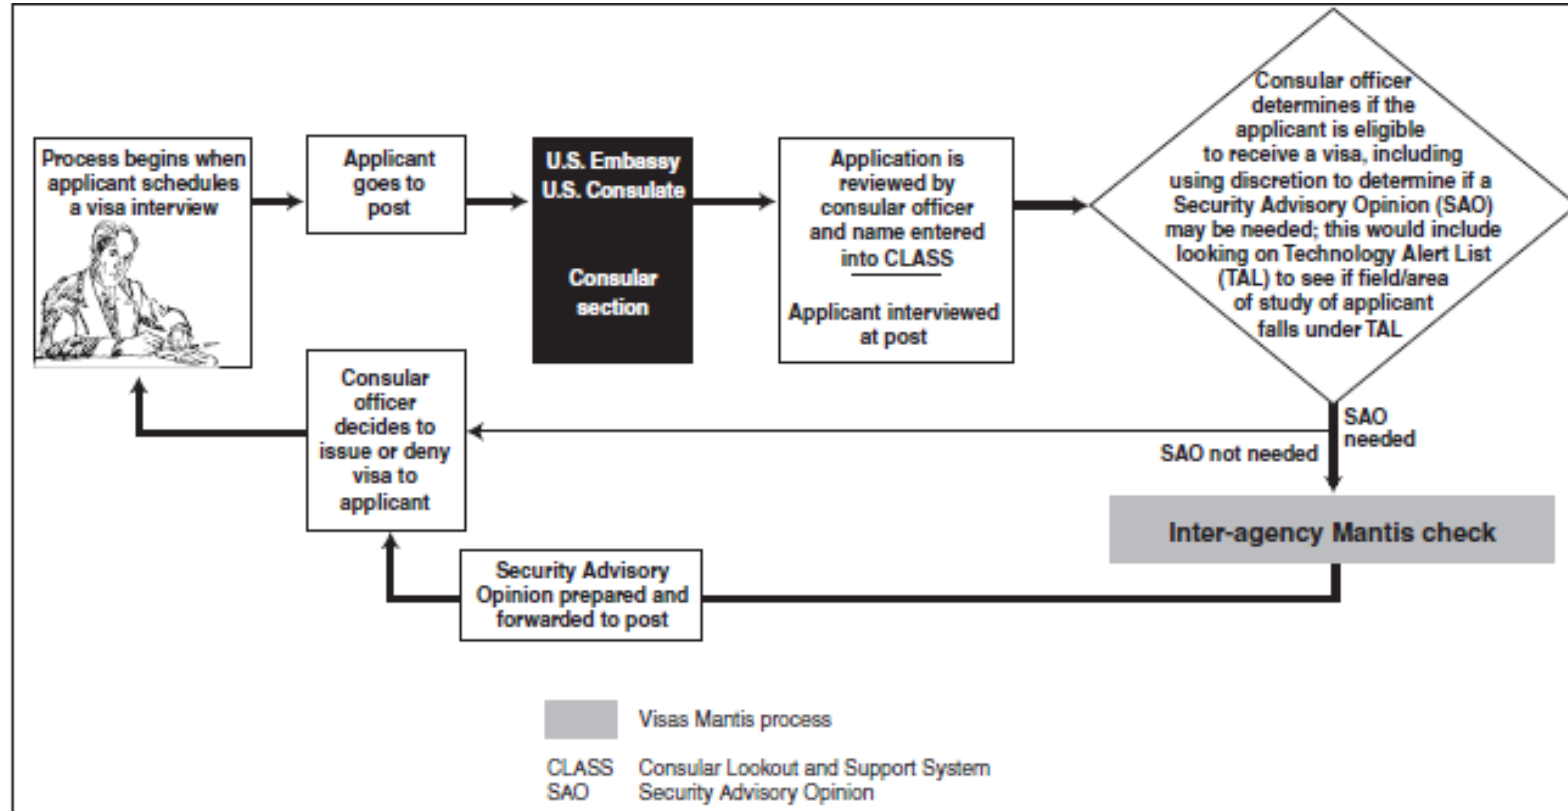 Process begins when
applicant schedules
a visa interview
Applicant
goes to
post
U.S. Embassy
U.S. Consulate
Consular
section
Application is
reviewed by
consular officer
and name entered
into CLASS
Applicant interviewed
at post
Consular officer
determines if the
applicant is eligible
to receive a visa, including
using discretion to determine if a
Security Advisory Opinion (SAO)
may be needed; this would include
looking on Technology Alert List
(TAL) to see if field/area
of study of applicant
falls under TAL
SAO
needed
SAO not needed
Inter-agency Mantis check
Security Advisory
Opinion prepared and
forwarded to post
Consular
officer
decides to
issue or deny
visa to
applicant
Visas Mantis process
CLASS Consular Lookout and Support System
SAO Security Advisory Opinion